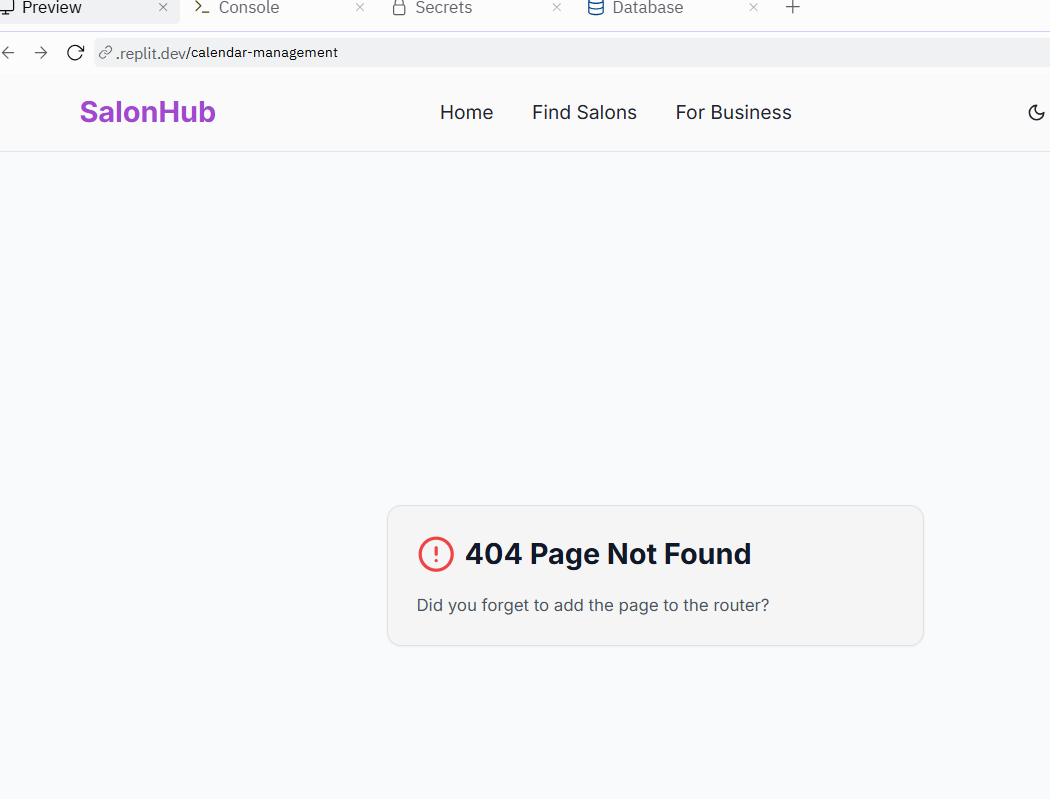 Preview
Console
Secrets
Database
.replit.dev/calendar-management
SalonHub
Home
Find Salons
For Business
404 Page Not Found
Did you forget to add the page to the router?